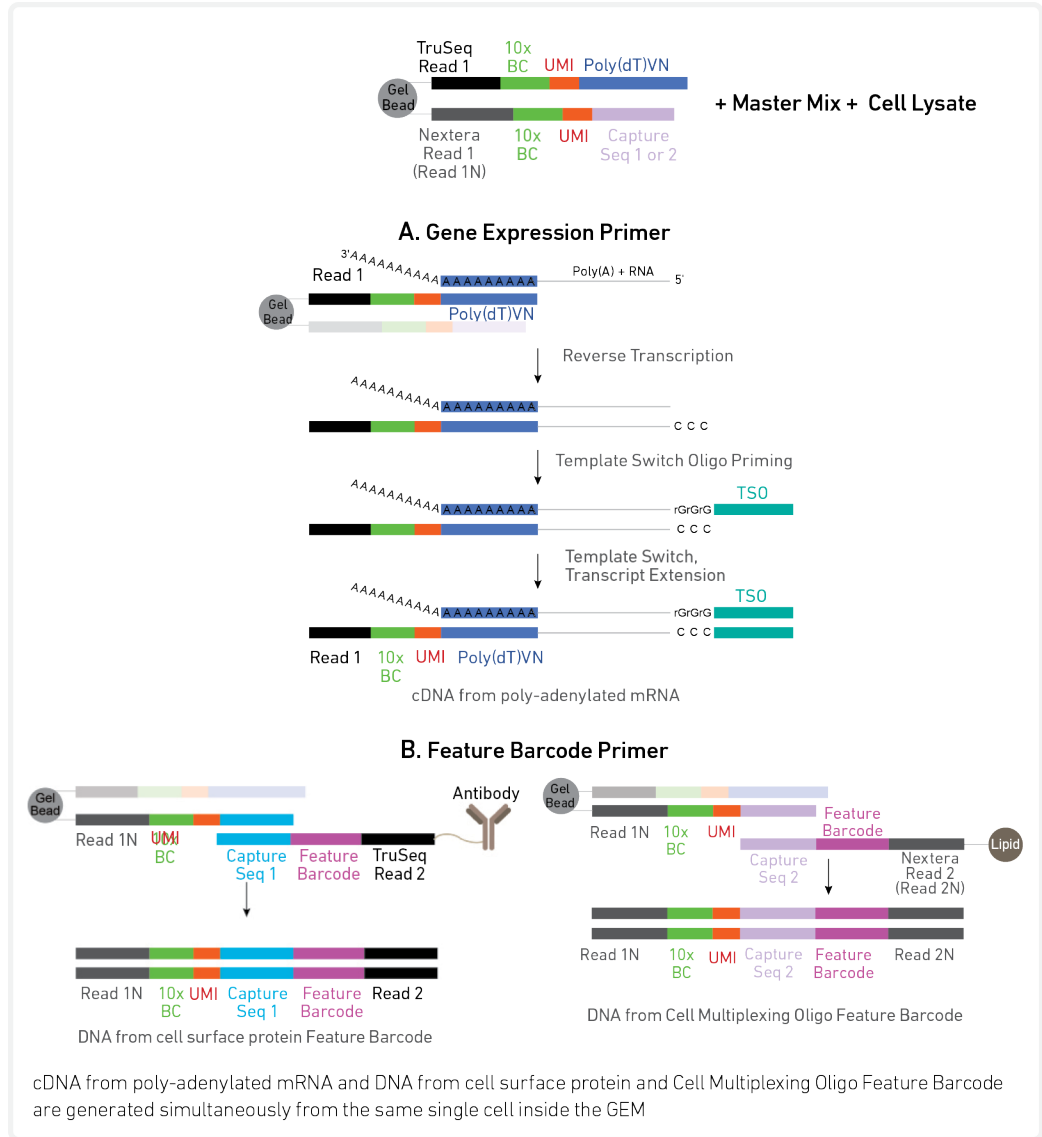 TruSeq
Read 1
10x
BC
UMI
Poly(dT)VN
Gel
Bead
+ Master Mix + Cell Lysate
Nextera
Read 1
(Read 1N)
10x
BC
UMI
Capture
Seq 1 or 2
A. Gene Expression Primer
3'AAAAAAAAAA
Read 1
AAAAAAAAA
Poly(A) + RNA
5'
Gel
Bead
Poly(dT)VN
Reverse Transcription
AAAAAAAAAA
AAAAAAAAA
C C C
Template Switch Oligo Priming
AAAAAAAAAA
AAAAAAAAA
rGrGrG
TSO
C C C
Template Switch,
Transcript Extension
AAAAAAAAAA
AAAAAAAAA
rGrGrG
TSO
C C C
Read 1
10x
BC
UMI
Poly(dT)VN
cDNA from poly-adenylated mRNA
B. Feature Barcode Primer
Gel
Bead
Antibody
Read 1N
10x
BC
UMI
Capture
Seq 1
Feature
Barcode
TruSeq
Read 2
Read 1N
10x
BC
UMI
Capture
Seq 1
Feature
Barcode
Read 2
DNA from cell surface protein Feature Barcode
Gel
Bead
Read 1N
10x
BC
UMI
Feature
Barcode
Capture
Seq 2
Nextera
Read 2
(Read 2N)
Lipid
Read 1N
10x
BC
UMI
Capture
Seq 2
Feature
Barcode
Read 2N
DNA from Cell Multiplexing Oligo Feature Barcode
cDNA from poly-adenylated mRNA and DNA from cell surface protein and Cell Multiplexing Oligo Feature Barcode
are generated simultaneously from the same single cell inside the GEM